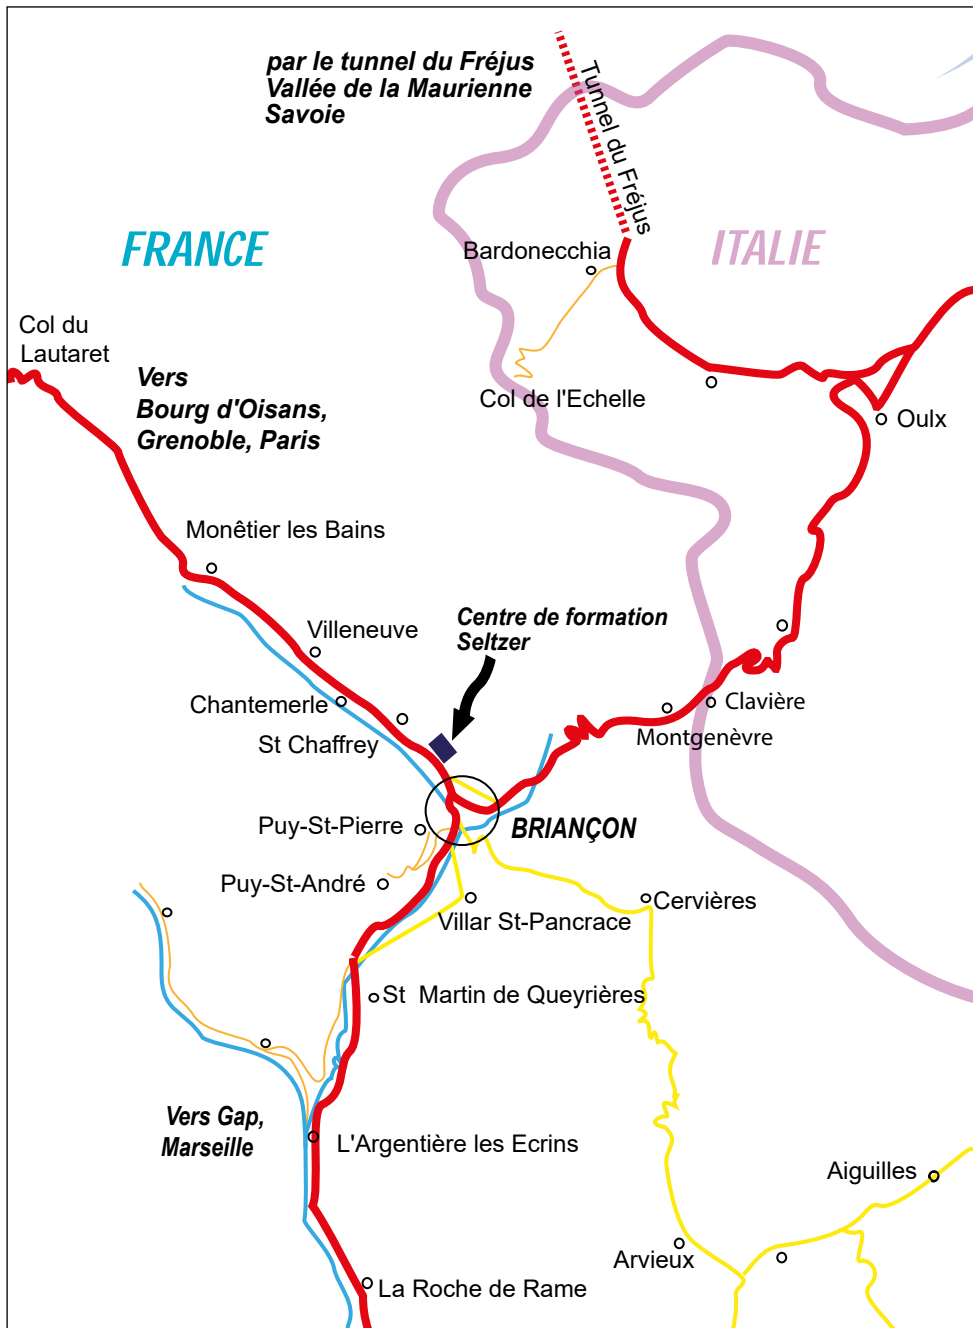 par le tunnel du Fréjus
Vallée de la Maurienne
Savoie
Tunnel du Fréjus
FRANCE
ITALIE
Bardonecchia
Col du
Lautaret
Vers
Bourg d'Oisans,
Grenoble, Paris
Col de l'Echelle
Oulx
Monêtier les Bains
Centre de formation
Seltzer
Villeneuve
Chantemerle
St Chaffrey
Clavière
Montgenèvre
Puy-St-Pierre
BRIANÇON
Puy-St-André
Villar St-Pancrace
Cervières
St  Martin de Queyrières
Vers Gap,
Marseille
L'Argentière les Ecrins
Aiguilles
Arvieux
La Roche de Rame